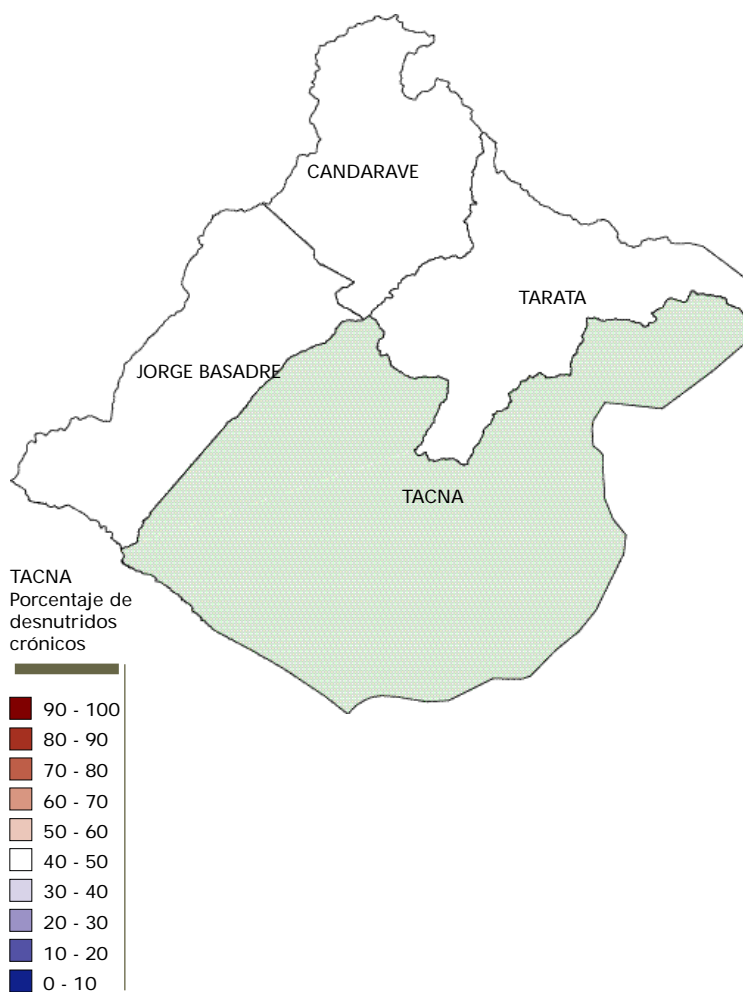 CANDARAVE
TARATA
JORGE BASADRE
TACNA
TACNA
Porcentaje de
desnutridos
crónicos
90 - 100
80 - 90
70 - 80
60 - 70
50 - 60
40 - 50
30 - 40
20 - 30
10 - 20
0 - 10